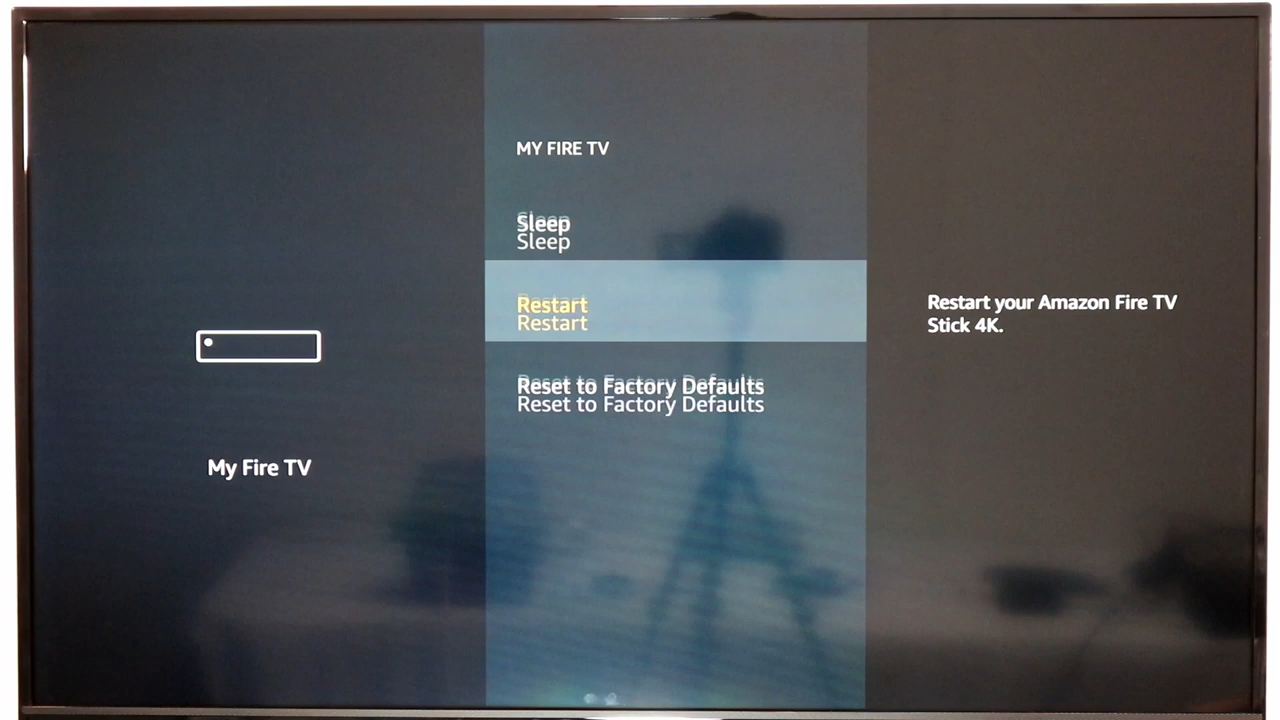 MY FIRE TV
Sleep
Sleep
Restart
Restart
Restart your Amazon Fire TV
Stick 4K.
Reset to Factory Defaults
Reset to Factory Defaults
My Fire TV